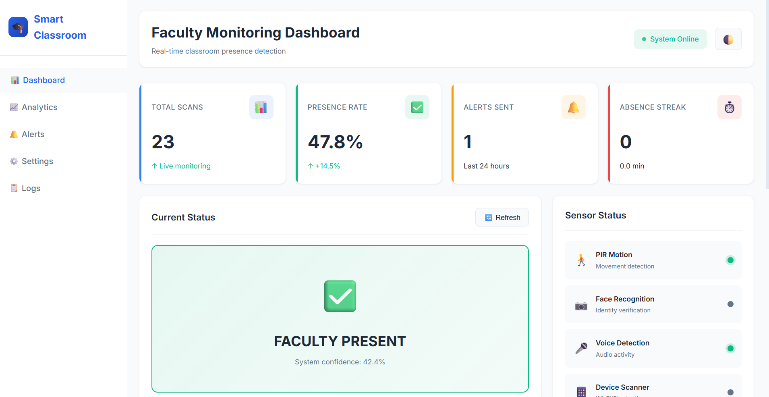 Smart
Classroom
Dashboard
Analytics
Alerts
Settings
Logs
Faculty Monitoring Dashboard
Real-time classroom presence detection
System Online
TOTAL SCANS
23
↑ Live monitoring
PRESENCE RATE
47.8%
↑ +14.5%
ALERTS SENT
1
Last 24 hours
ABSENCE STREAK
0
0.0 min
Current Status
Refresh
FACULTY PRESENT
System confidence: 42.4%
Sensor Status
PIR Motion
Movement detection
Face Recognition
Identity verification
Voice Detection
Audio activity
Device Scanner